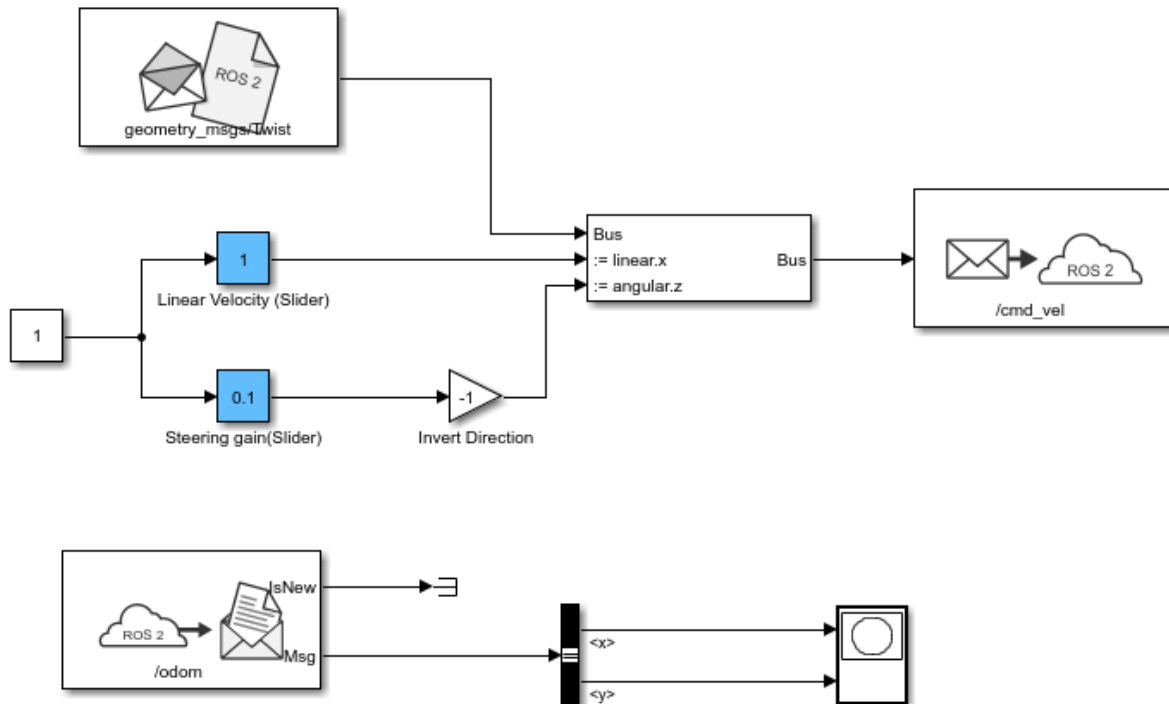 ROS 2
geometry_msgs/Twist
1
Linear Velocity (Slider)
Bus
:= linear.x
:= angular.z
Bus
ROS 2
/cmd_vel
1
0.1
Steering gain(Slider)
-1
Invert Direction
IsNew
ROS 2
Msg
/odom
<x>
<y>